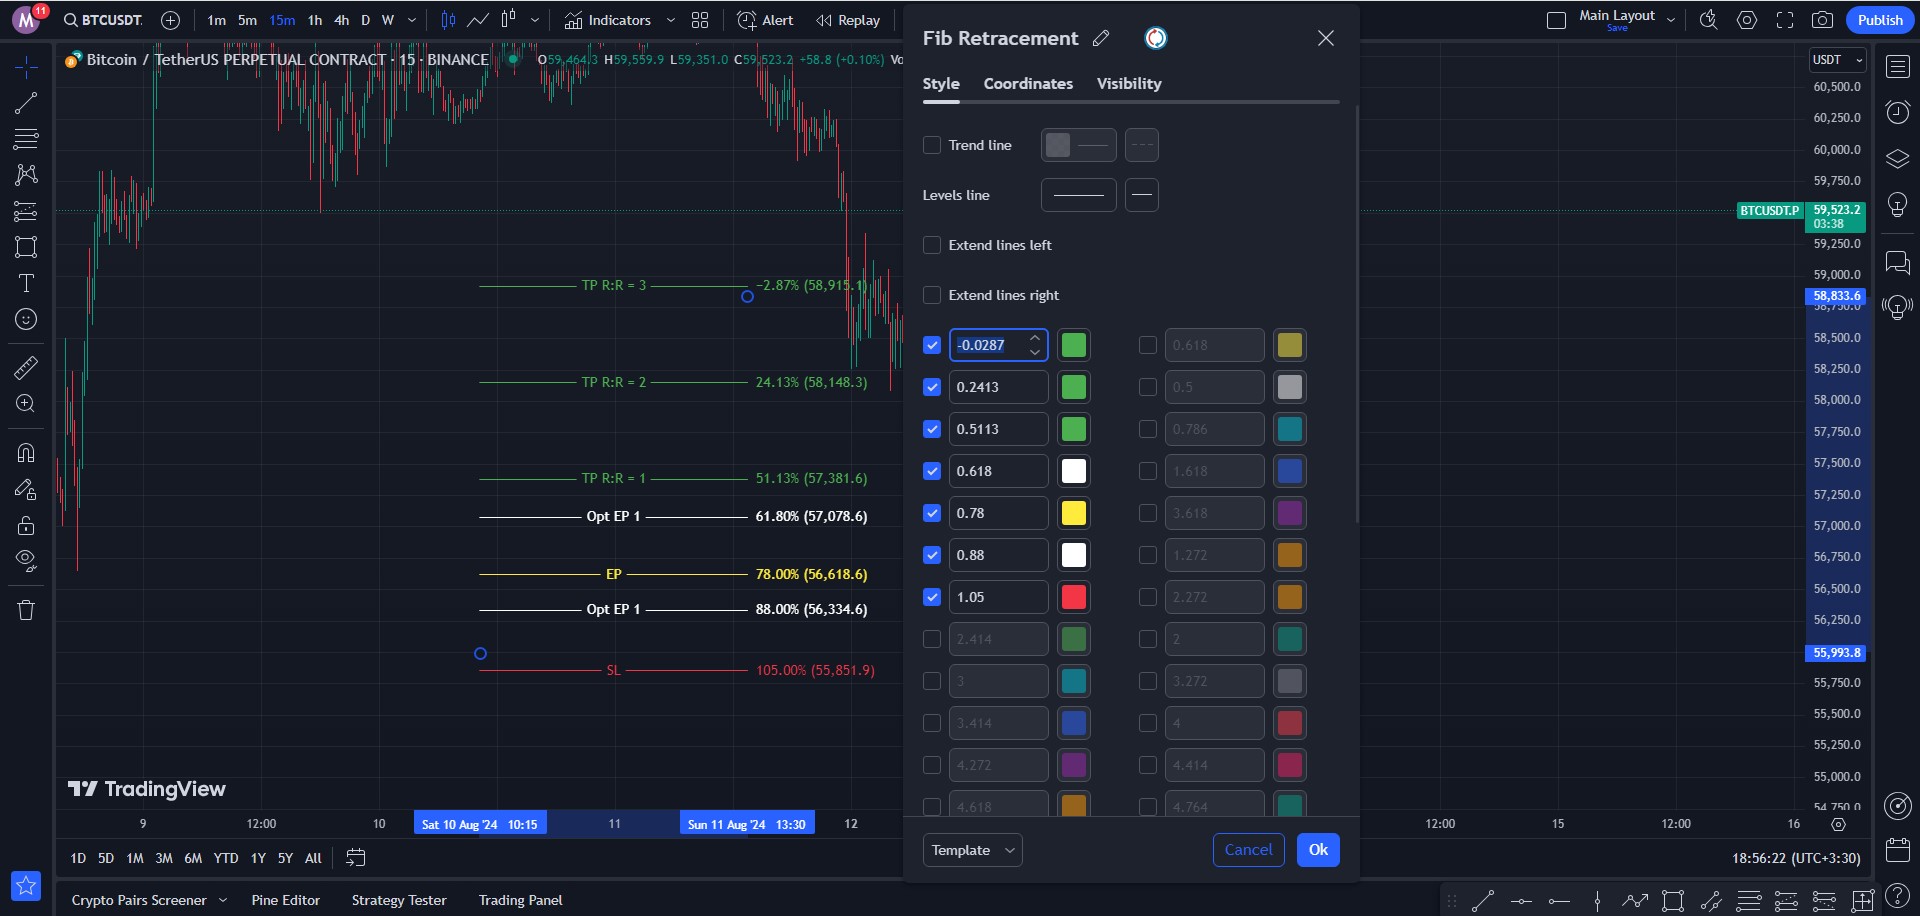 M
11
BTCUSDT.
1m 5m 15m 1h 4h D W
Indicators
Alert
Replay
Main Layout
Save
Publish
Bitcoin / TetherUS PERPETUAL CONTRACT · 15 · BINANCE
O59,464.3 H59,559.9 L59,351.0 C59,523.2 +58.8 (+0.10%) Vo
USDT
Fib Retracement
Style
Coordinates
Visibility
Trend line
Levels line
Extend lines left
Extend lines right
-0.0287
0.618
0.2413
0.5
0.5113
0.786
0.618
1.618
0.78
3.618
0.88
1.272
1.05
2.272
2.414
2
3
3.272
3.414
4
4.272
4.414
4.618
4.764
Template
Cancel
Ok
TP R:R = 3
-2.87% (58,915.1)
TP R:R = 2
24.13% (58,148.3)
TP R:R = 1
51.13% (57,381.6)
Opt EP 1
61.80% (57,078.6)
EP
78.00% (56,618.6)
Opt EP 1
88.00% (56,334.6)
SL
105.00% (55,851.9)
60,500.0
60,250.0
60,000.0
59,750.0
BTCUSDT.P
59,523.2
03:38
59,250.0
59,000.0
58,833.6
58,750.0
58,500.0
58,250.0
58,000.0
57,750.0
57,500.0
57,250.0
57,000.0
56,750.0
56,500.0
56,250.0
55,993.8
55,750.0
55,500.0
55,250.0
55,000.0
54,750.0
TradingView
9
12:00
10
Sat 10 Aug '24 10:15
11
Sun 11 Aug '24 13:30
12
12:00
15
12:00
16
1D 5D 1M 3M 6M YTD 1Y 5Y All
18:56:22 (UTC+3:30)
Crypto Pairs Screener
Pine Editor
Strategy Tester
Trading Panel